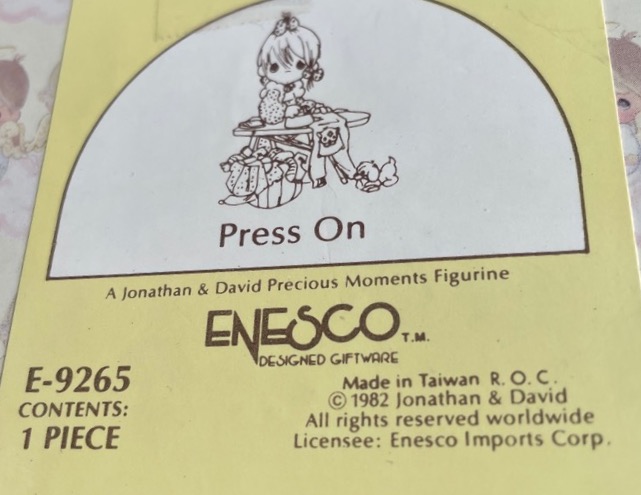 Press On
A Jonathan & David Precious Moments Figurine
ENESCO T.M.
DESIGNED GIFTWARE
E-9265
CONTENTS:
1 PIECE
Made in Taiwan R.O.C.
© 1982 Jonathan & David
All rights reserved worldwide
Licensee: Enesco Imports Corp.